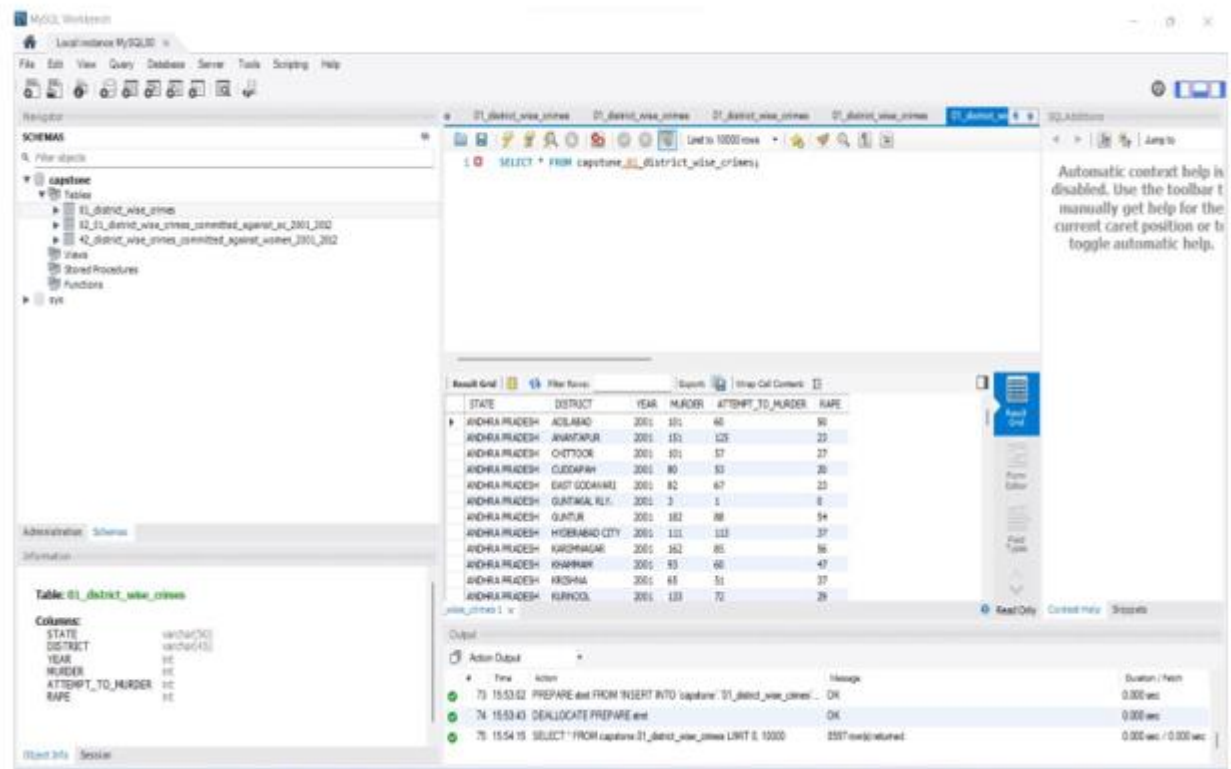 MySQL Workbench
Local instance MySQL80 x
File Edit View Query Database Server Tools Scripting Help
Navigator
SCHEMAS
Filter objects
capstone
Tables
01_district_wise_crimes
02_01_district_wise_crimes_committed_against_sc_2001_2012
42_district_wise_crimes_committed_against_women_2001_2012
Views
Stored Procedures
Functions
sys
Administration Schemas
Information
Table: 01_district_wise_crimes
Columns:
STATE varchar(50)
DISTRICT varchar(45)
YEAR int
MURDER int
ATTEMPT_TO_MURDER int
RAPE int
Object Info Session
01_district_wise_crimes 01_district_wise_crimes 01_district_wise_crimes 01_district_wise_crimes
Limit to 10000 rows
1 SELECT * FROM capstone.01_district_wise_crimes;
SQLAdditions
Jump to
Automatic context help is
disabled. Use the toolbar t
manually get help for the
current caret position or t
toggle automatic help.
Result Grid Filter Rows: Export: Wrap Cell Content:
STATE DISTRICT YEAR MURDER ATTEMPT_TO_MURDER RAPE
ANDHRA PRADESH ADILABAD 2001 101 60 50
ANDHRA PRADESH ANANTAPUR 2001 151 125 23
ANDHRA PRADESH CHITTOOR 2001 101 57 27
ANDHRA PRADESH CUDDAPAH 2001 80 53 20
ANDHRA PRADESH EAST GODAVARI 2001 82 67 23
ANDHRA PRADESH GUNTAKAL RLY. 2001 3 1 0
ANDHRA PRADESH GUNTUR 2001 182 88 54
ANDHRA PRADESH HYDERABAD CITY 2001 111 113 37
ANDHRA PRADESH KARIMNAGAR 2001 162 85 56
ANDHRA PRADESH KHAMMAM 2001 93 60 47
ANDHRA PRADESH KRISHNA 2001 65 51 37
ANDHRA PRADESH KURNOOL 2001 133 72 29
Result Grid
Form Editor
Field Types
_wise_crimes 1 x Read Only Context Help Snippets
Output
Action Output
# Time Action Message Duration / Fetch
73 15:53:02 PREPARE stmt FROM 'INSERT INTO `capstone`.`01_district_wise_crimes`... OK 0.000 sec
74 15:53:43 DEALLOCATE PREPARE stmt OK 0.000 sec
75 15:54:15 SELECT * FROM capstone.01_district_wise_crimes LIMIT 0, 10000 row(s) returned 0.000 sec / 0.000 sec